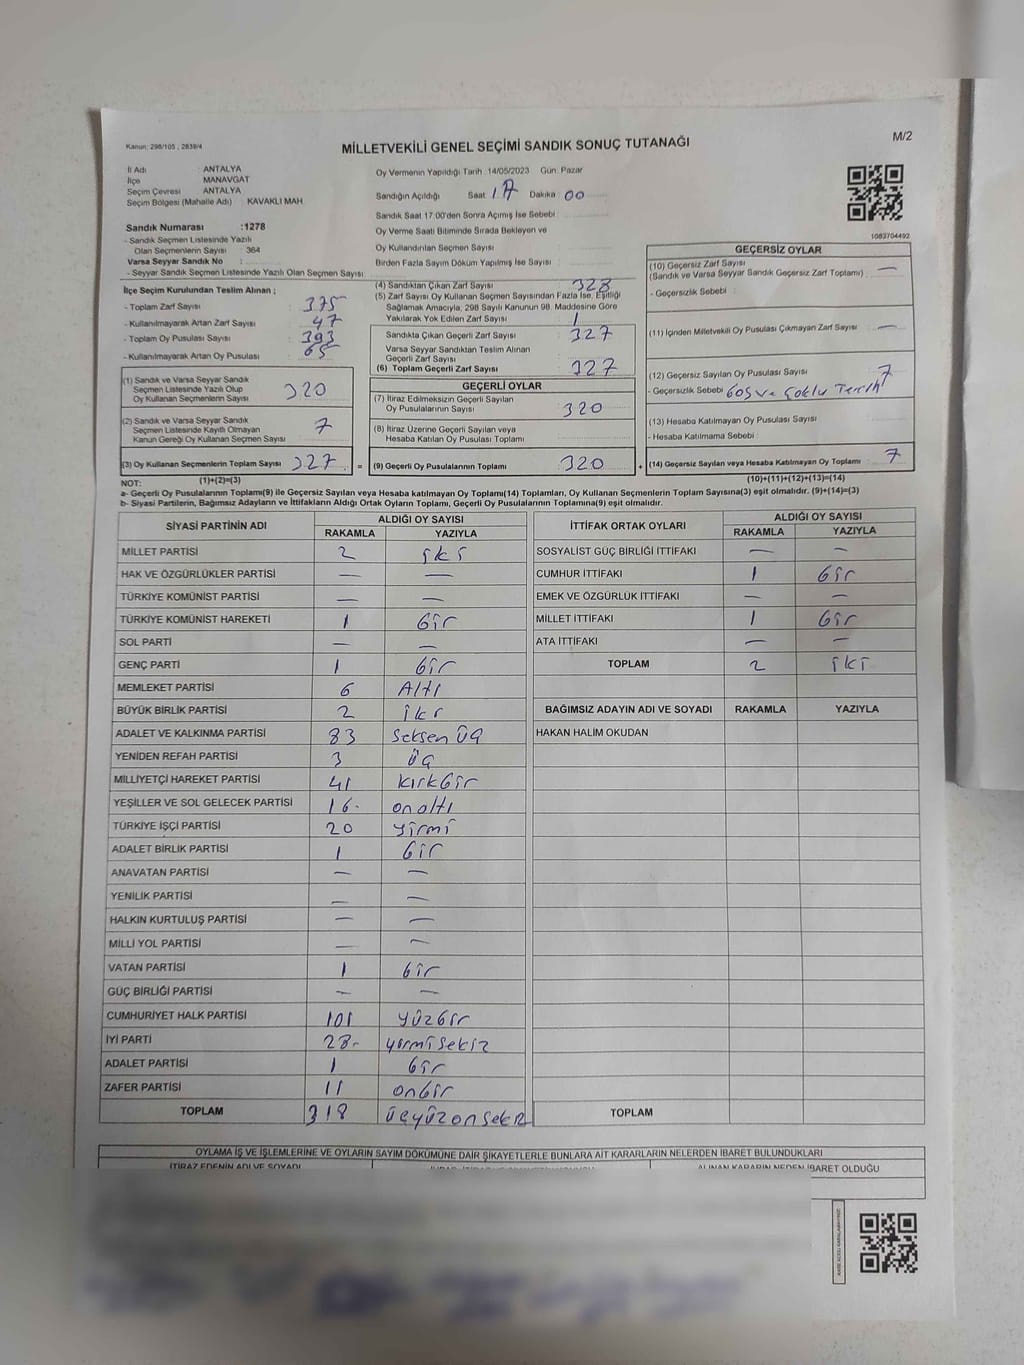 Kanun: 298/105 , 2839/4
MİLLETVEKİLİ GENEL SEÇİMİ SANDIK SONUÇ TUTANAĞI
M/2
İl Adı : ANTALYA
İlçe : MANAVGAT
Seçim Çevresi : ANTALYA
Seçim Bölgesi (Mahalle Adı) : KAVAKLI MAH.
Sandık Numarası :1278
- Sandık Seçmen Listesinde Yazılı
Olan Seçmenlerin Sayısı : 364
Varsa Seyyar Sandık No :
- Seyyar Sandık Seçmen Listesinde Yazılı Olan Seçmen Sayısı
Oy Vermenin Yapıldığı Tarih :14/05/2023 Gün: Pazar
Sandığın Açıldığı Saat 17 Dakika 00
Sandık Saat 17.00'den Sonra Açımış İse Sebebi
Oy Verme Saati Bitiminde Sırada Bekleyen ve
Oy Kullandırılan Seçmen Sayısı
Birden Fazla Sayım Döküm Yapılmış İse Sayısı
1083704492
İlçe Seçim Kurulundan Teslim Alınan ;
- Toplam Zarf Sayısı 375
- Kullanılmayarak Artan Zarf Sayısı 47
- Toplam Oy Pusulası Sayısı 393
- Kullanılmayarak Artan Oy Pusulası 65
(1) Sandık ve Varsa Seyyar Sandık
Seçmen Listesinde Yazılı Olup
Oy Kullanan Seçmenlerin Sayısı 320
(2) Sandık ve Varsa Seyyar Sandık
Seçmen Listesinde Kayıtlı Olmayan
Kanun Gereği Oy Kullanan Seçmen Sayısı 7
(3) Oy Kullanan Seçmenlerin Toplam Sayısı 327 =
(4) Sandıktan Çıkan Zarf Sayısı 328
(5) Zarf Sayısı Oy Kullanan Seçmen Sayısından Fazla İse, Eşitliği
Sağlamak Amacıyla, 298 Sayılı Kanunun 98. Maddesine Göre
Yakılarak Yok Edilen Zarf Sayısı 1
Sandıkta Çıkan Geçerli Zarf Sayısı 327
Varsa Seyyar Sandıktan Teslim Alınan
Geçerli Zarf Sayısı
(6) Toplam Geçerli Zarf Sayısı 327
GEÇERLİ OYLAR
(7) İtiraz Edilmeksizin Geçerli Sayılan
Oy Pusulalarının Sayısı 320
(8) İtiraz Üzerine Geçerli Sayılan veya
Hesaba Katılan Oy Pusulası Toplamı
(9) Geçerli Oy Pusulalarının Toplamı 320 +
GEÇERSİZ OYLAR
(10) Geçersiz Zarf Sayısı
(Sandık ve Varsa Seyyar Sandık Geçersiz Zarf Toplamı) —
- Geçersizlik Sebebi :
(11) İçinden Milletvekili Oy Pusulası Çıkmayan Zarf Sayısı —
(12) Geçersiz Sayılan Oy Pusulası Sayısı 7
- Geçersizlik Sebebi boş ve Çoklu Tercih
(13) Hesaba Katılmayan Oy Pusulası Sayısı
- Hesaba Katılmama Sebebi :
(14) Geçersiz Sayılan veya Hesaba Katılmayan Oy Toplamı 7
NOT: (1)+(2)=(3) (10)+(11)+(12)+(13)=(14)
a- Geçerli Oy Pusulalarının Toplamı(9) ile Geçersiz Sayılan veya Hesaba katılmayan Oy Toplamı(14) Toplamları, Oy Kullanan Seçmenlerin Toplam Sayısına(3) eşit olmalıdır. (9)+(14)=(3)
b- Siyasi Partilerin, Bağımsız Adayların ve İttifakların Aldığı Ortak Oyların Toplamı, Geçerli Oy Pusulalarının Toplamına(9) eşit olmalıdır.
SİYASİ PARTİNİN ADI ALDIĞI OY SAYISI
RAKAMLA YAZIYLA
MİLLET PARTİSİ 2 iki
HAK VE ÖZGÜRLÜKLER PARTİSİ — —
TÜRKİYE KOMÜNİST PARTİSİ — —
TÜRKİYE KOMÜNİST HAREKETİ 1 bir
SOL PARTİ — —
GENÇ PARTİ 1 bir
MEMLEKET PARTİSİ 6 Altı
BÜYÜK BİRLİK PARTİSİ 2 iki
ADALET VE KALKINMA PARTİSİ 83 Seksen üç
YENİDEN REFAH PARTİSİ 3 üç
MİLLİYETÇİ HAREKET PARTİSİ 41 kırkbir
YEŞİLLER VE SOL GELECEK PARTİSİ 16- onaltı
TÜRKİYE İŞÇİ PARTİSİ 20 yirmi
ADALET BİRLİK PARTİSİ 1 bir
ANAVATAN PARTİSİ — —
YENİLİK PARTİSİ — —
HALKIN KURTULUŞ PARTİSİ — —
MİLLİ YOL PARTİSİ — —
VATAN PARTİSİ 1 bir
GÜÇ BİRLİĞİ PARTİSİ — —
CUMHURİYET HALK PARTİSİ 101 yüzbir
İYİ PARTİ 28- yirmisekiz
ADALET PARTİSİ 1 bir
ZAFER PARTİSİ 11 onbir
TOPLAM 318 üçyüzonsekiz
İTTİFAK ORTAK OYLARI ALDIĞI OY SAYISI
RAKAMLA YAZIYLA
SOSYALİST GÜÇ BİRLİĞİ İTTİFAKI — —
CUMHUR İTTİFAKI 1 bir
EMEK VE ÖZGÜRLÜK İTTİFAKI — —
MİLLET İTTİFAKI 1 bir
ATA İTTİFAKI — —
TOPLAM 2 iki
BAĞIMSIZ ADAYIN ADI VE SOYADI RAKAMLA YAZIYLA
HAKAN HALİM OKUDAN
TOPLAM
OYLAMA İŞ VE İŞLEMLERİNE VE OYLARIN SAYIM DÖKÜMÜNE DAİR ŞİKAYETLERLE BUNLARA AİT KARARLARIN NELERDEN İBARET BULUNDUKLARI
İTİRAZ EDENİN ADI VE SOYADI
ALINAN KARARIN NEDEN İBARET OLDUĞU